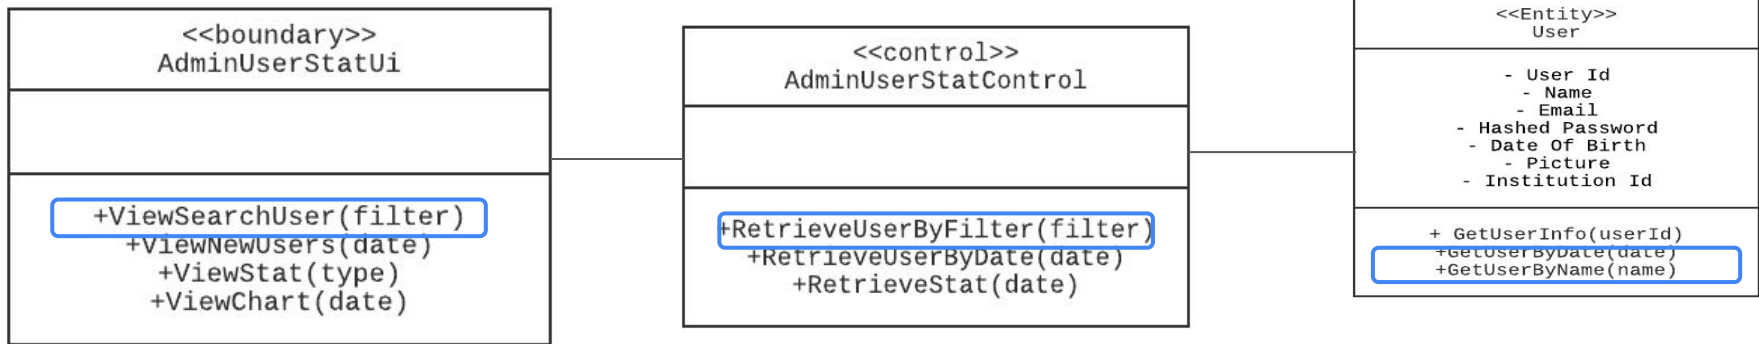 <<boundary>>
AdminUserStatUi
+ViewSearchUser(filter)
+ViewNewUsers(date)
+ViewStat(type)
+ViewChart(date)
<<control>>
AdminUserStatControl
+RetrieveUserByFilter(filter)
+RetrieveUserByDate(date)
+RetrieveStat(date)
<<Entity>>
User
- User Id
- Name
- Email
- Hashed Password
- Date Of Birth
- Picture
- Institution Id
+ GetUserInfo(userId)
+GetUserByDate(date)
+GetUserByName(name)